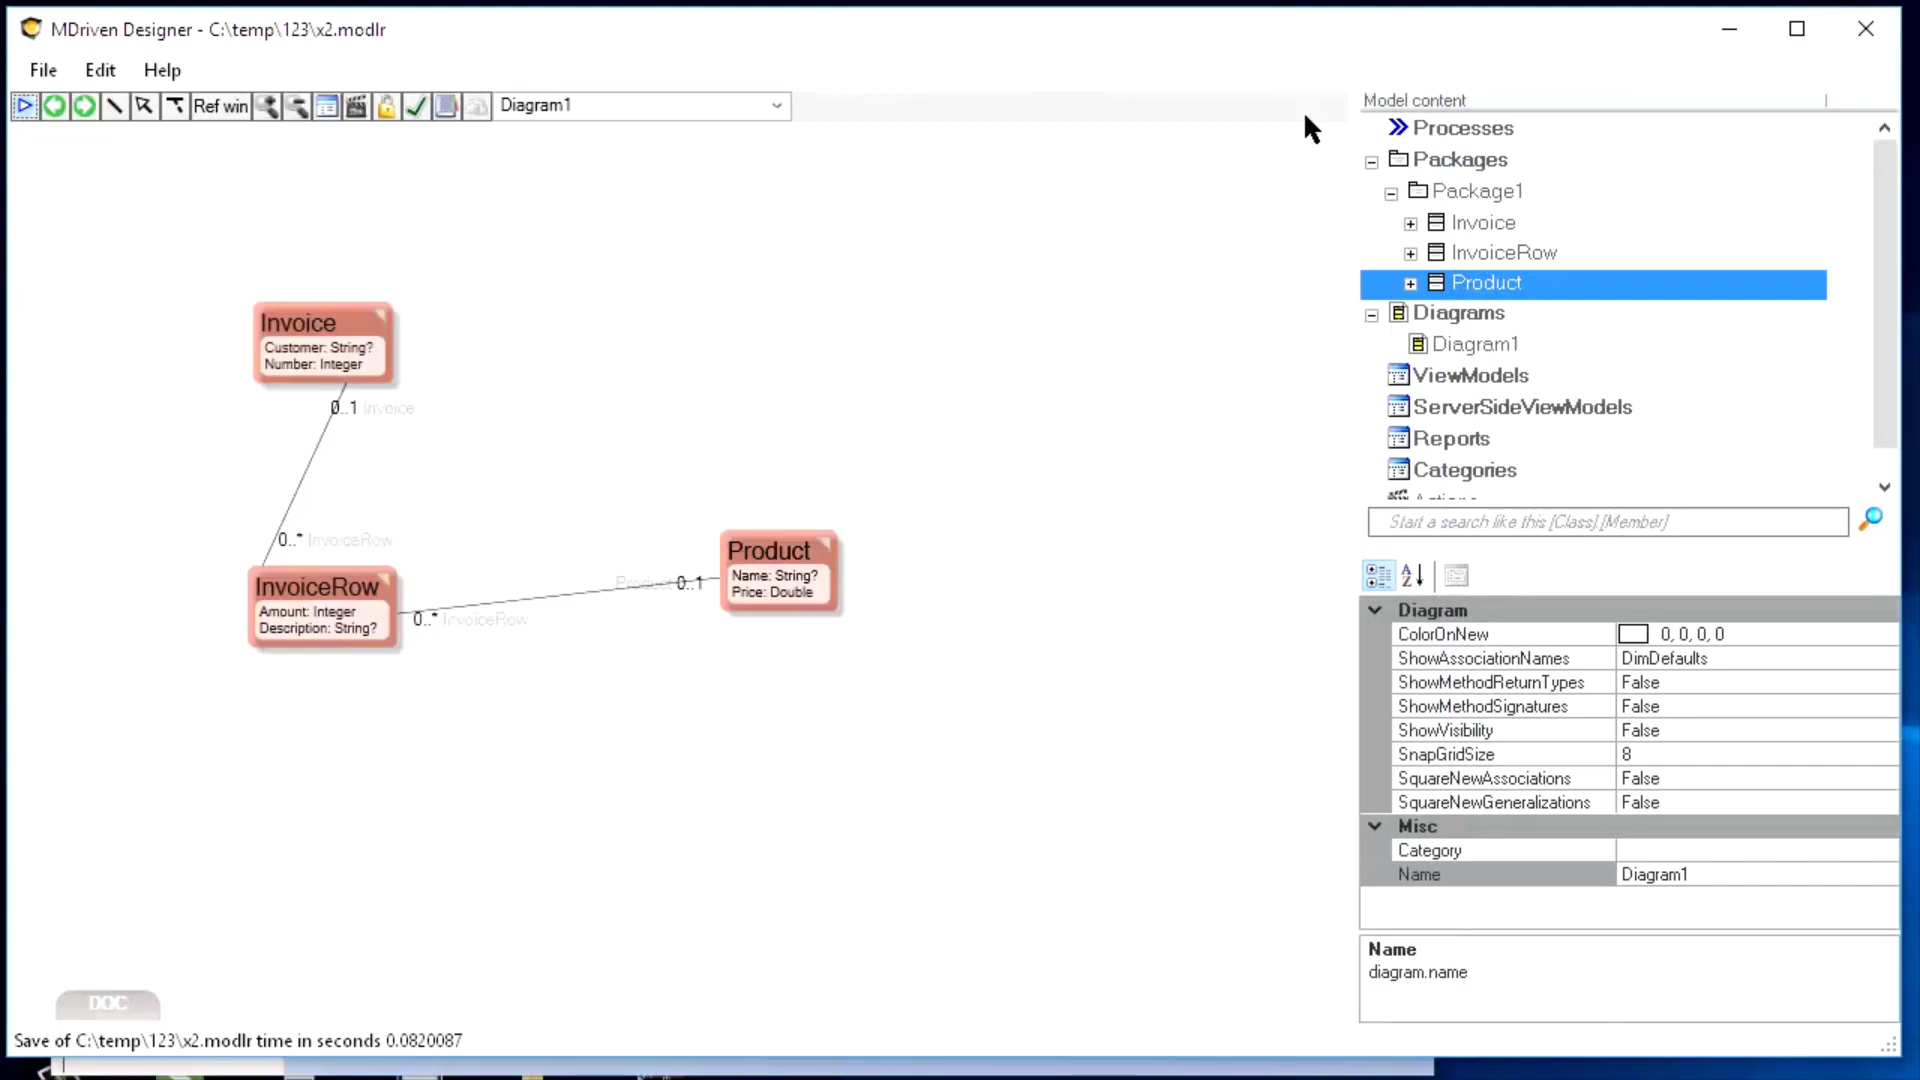 MDriven Designer - C:\temp\123\x2.modlr
File Edit Help
Ref win
Diagram1
Invoice
Customer: String?
Number: Integer
0..1 Invoice
0..* InvoiceRow
InvoiceRow
Amount: Integer
Description: String?
0..* InvoiceRow
Product 0..1
Product
Name: String?
Price: Double
DOC
Save of C:\temp\123\x2.modlr time in seconds 0.0820087
Model content
Processes
Packages
Package1
Invoice
InvoiceRow
Product
Diagrams
Diagram1
ViewModels
ServerSideViewModels
Reports
Categories
Start a search like this [Class].[Member]
Diagram
ColorOnNew 0, 0, 0, 0
ShowAssociationNames DimDefaults
ShowMethodReturnTypes False
ShowMethodSignatures False
ShowVisibility False
SnapGridSize 8
SquareNewAssociations False
SquareNewGeneralizations False
Misc
Category
Name Diagram1
Name
diagram.name